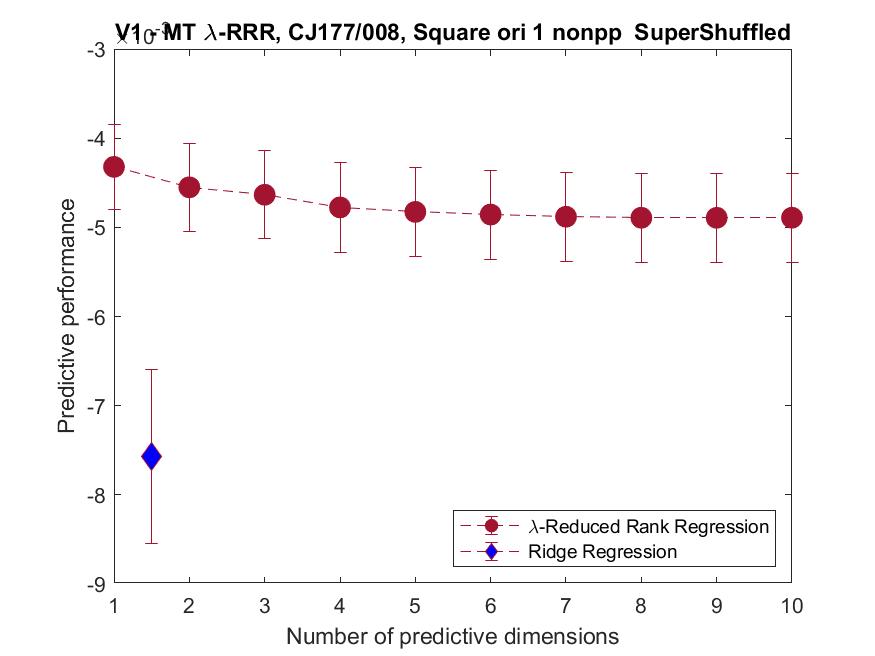 V1 - MT λ-RRR, CJ177/008, Square ori 1 nonpp SuperShuffled
×10⁻³
-3
-4
-5
-6
-7
-8
-9
Predictive performance
λ-Reduced Rank Regression
Ridge Regression
1 2 3 4 5 6 7 8 9 10
Number of predictive dimensions